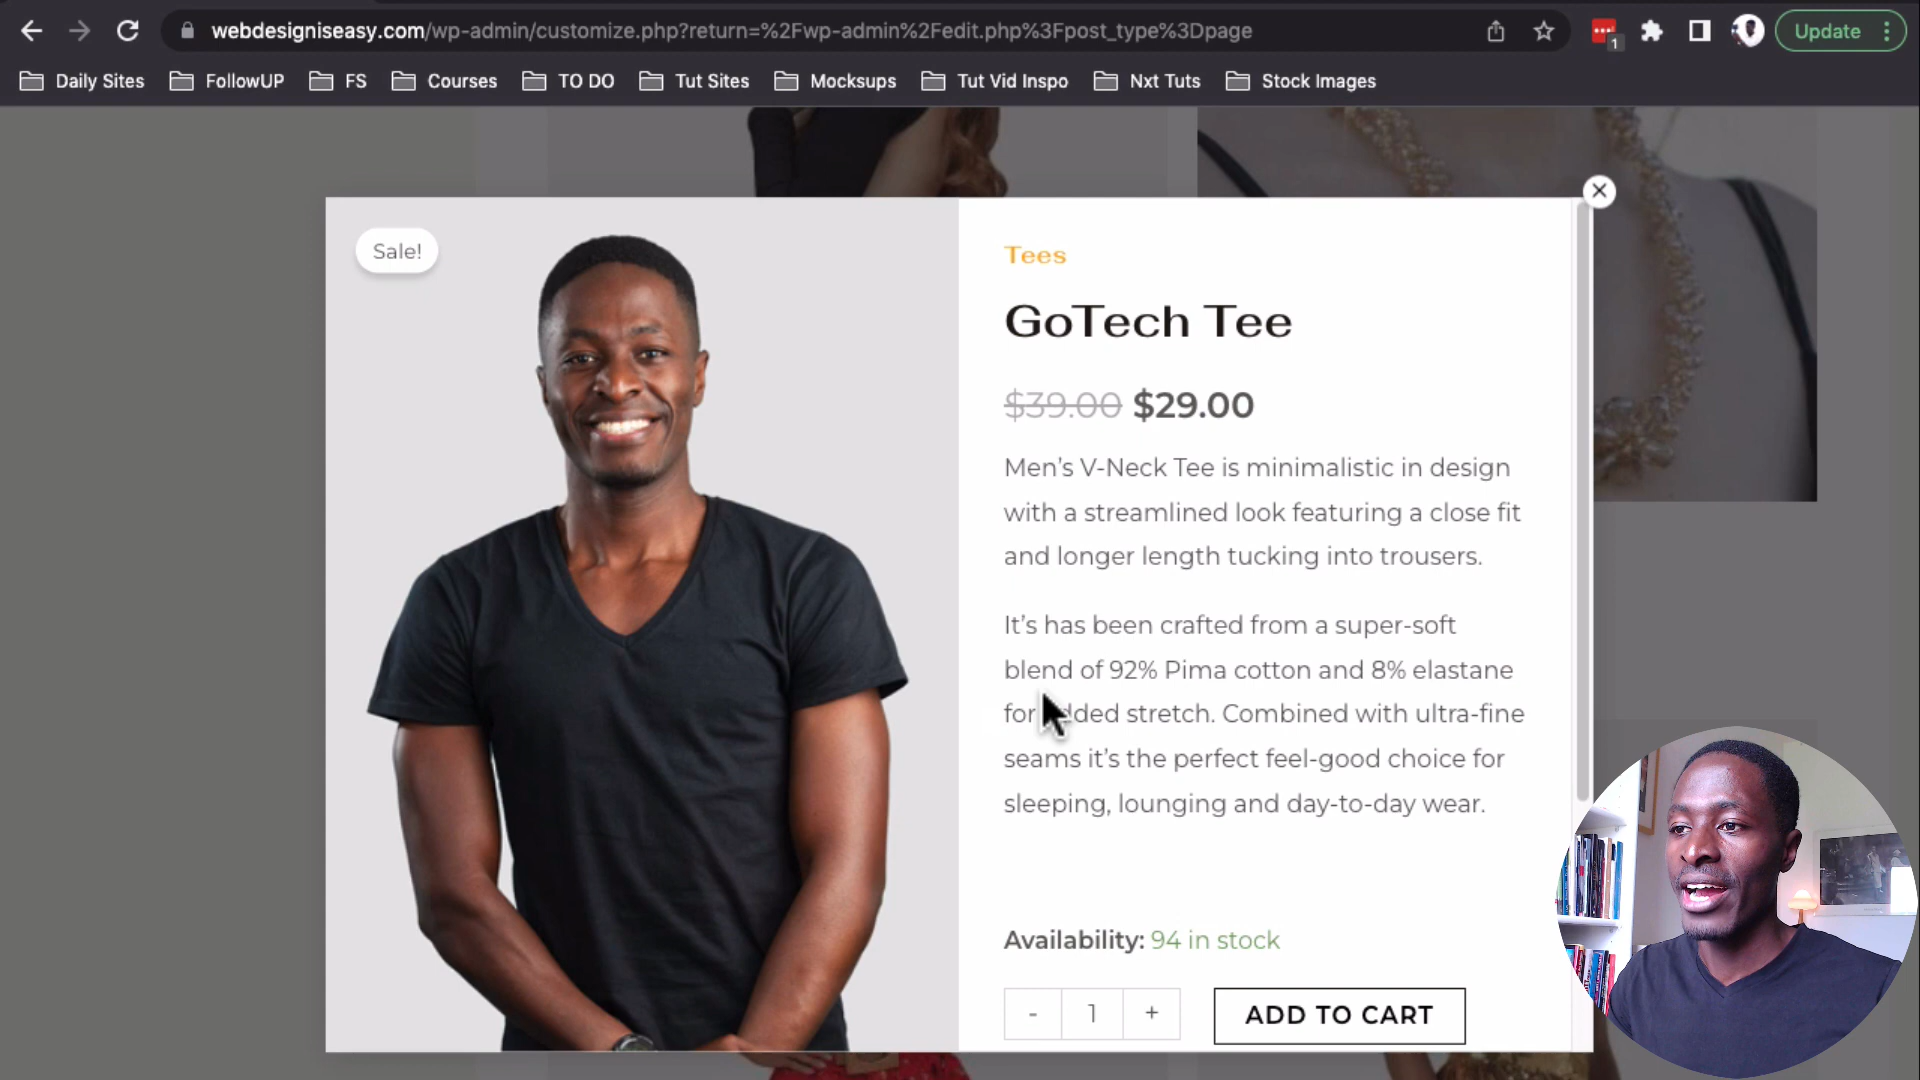 webdesigniseasy.com/wp-admin/customize.php?return=%2Fwp-admin%2Fedit.php%3Fpost_type%3Dpage
1
Update
Daily Sites
FollowUP
FS
Courses
TO DO
Tut Sites
Mocksups
Tut Vid Inspo
Nxt Tuts
Stock Images
Sale!
Tees
GoTech Tee
$39.00 $29.00
Men’s V-Neck Tee is minimalistic in design
with a streamlined look featuring a close fit
and longer length tucking into trousers.
It’s has been crafted from a super-soft
blend of 92% Pima cotton and 8% elastane
for added stretch. Combined with ultra-fine
seams it’s the perfect feel-good choice for
sleeping, lounging and day-to-day wear.
Availability: 94 in stock
- 1 +
ADD TO CART